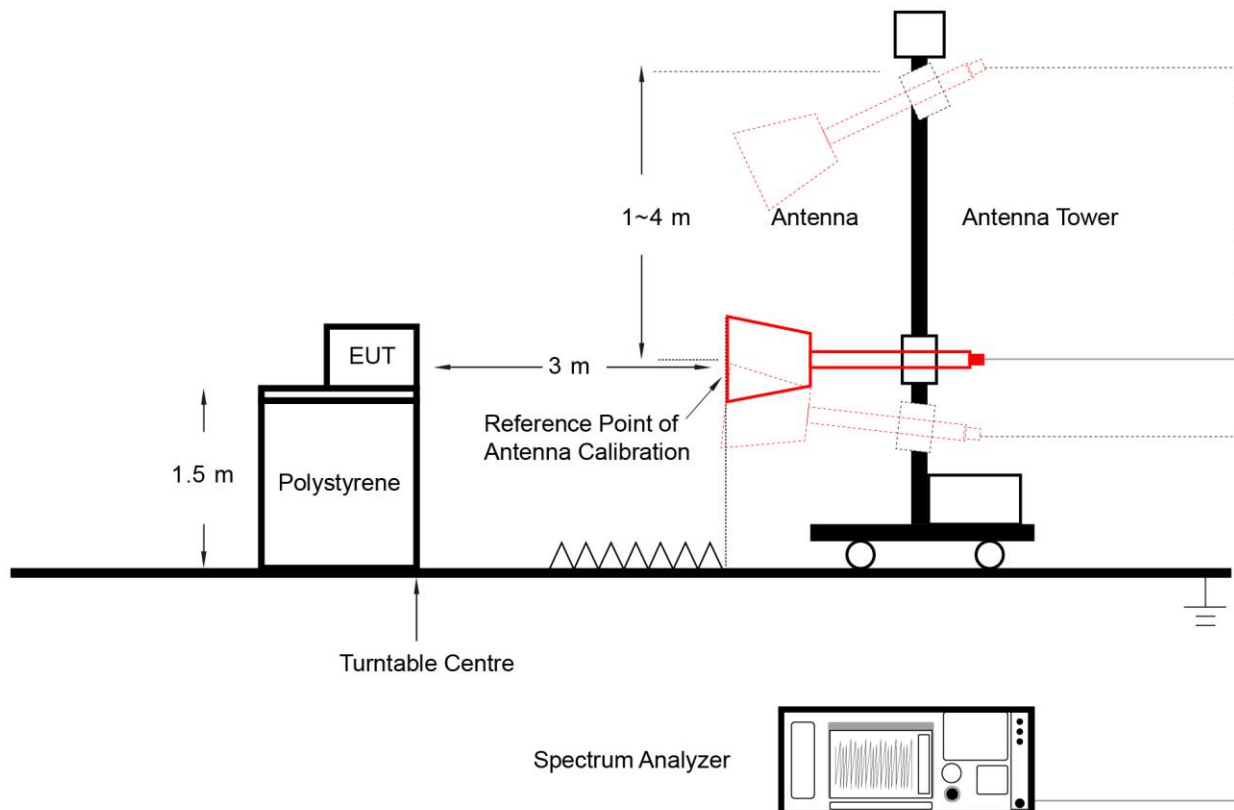 1~4 m
Antenna
Antenna Tower
EUT
3 m
Reference Point of
Antenna Calibration
1.5 m
Polystyrene
Turntable Centre
Spectrum Analyzer